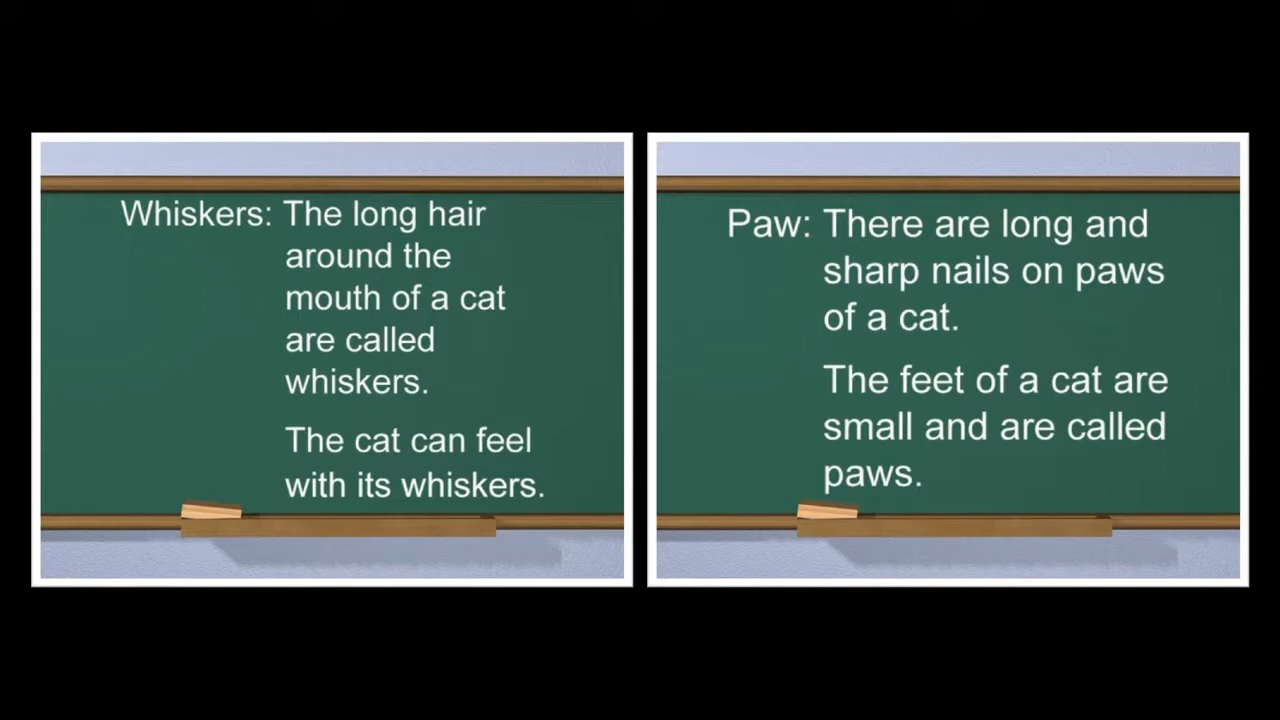 Whiskers: The long hair
around the
mouth of a cat
are called
whiskers.
The cat can feel
with its whiskers.
Paw: There are long and
sharp nails on paws
of a cat.
The feet of a cat are
small and are called
paws.